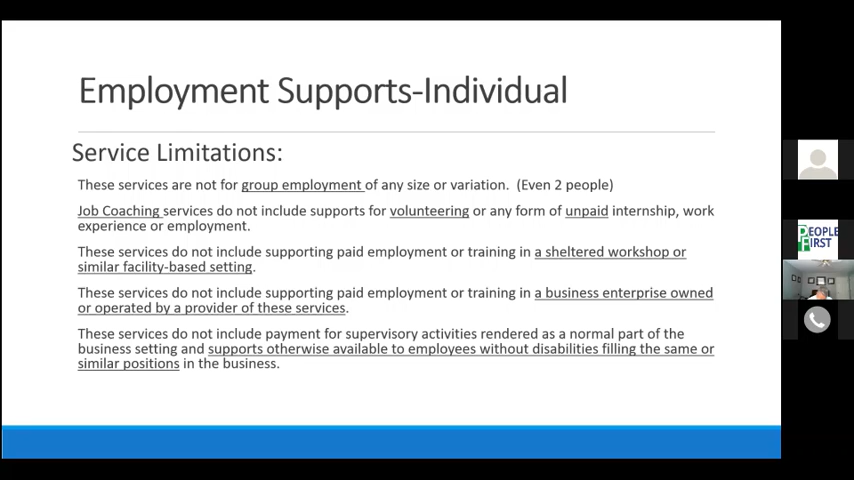 Employment Supports-Individual
Service Limitations:
These services are not for group employment of any size or variation. (Even 2 people)
Job Coaching services do not include supports for volunteering or any form of unpaid internship, work
experience or employment.
These services do not include supporting paid employment or training in a sheltered workshop or
similar facility-based setting.
These services do not include supporting paid employment or training in a business enterprise owned
or operated by a provider of these services.
These services do not include payment for supervisory activities rendered as a normal part of the
business setting and supports otherwise available to employees without disabilities filling the same or
similar positions in the business.
PEOPLE
FIRST